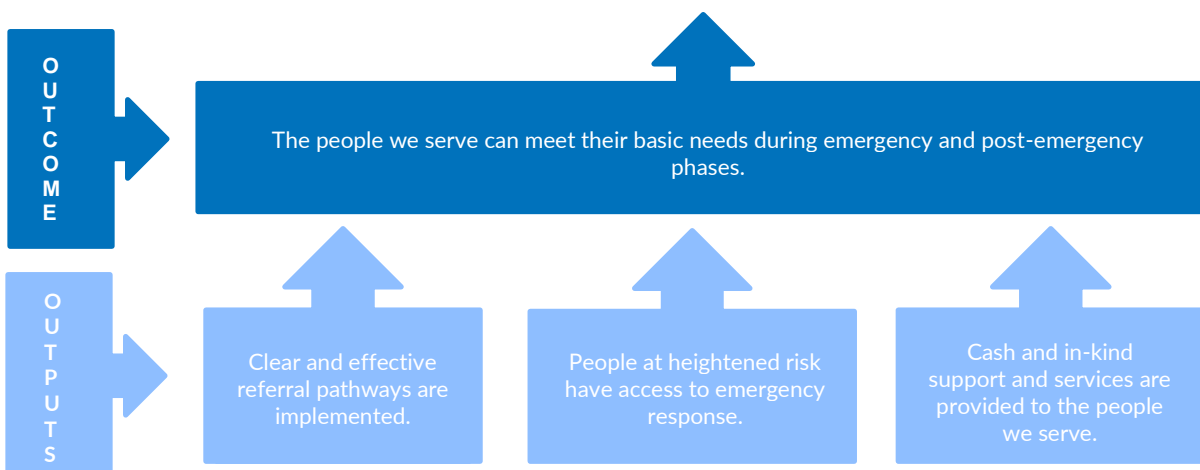 OUTCOME
The people we serve can meet their basic needs during emergency and post-emergency
phases.
OUTPUTS
Clear and effective
referral pathways are
implemented.
People at heightened risk
have access to emergency
response.
Cash and in-kind
support and services are
provided to the people
we serve.